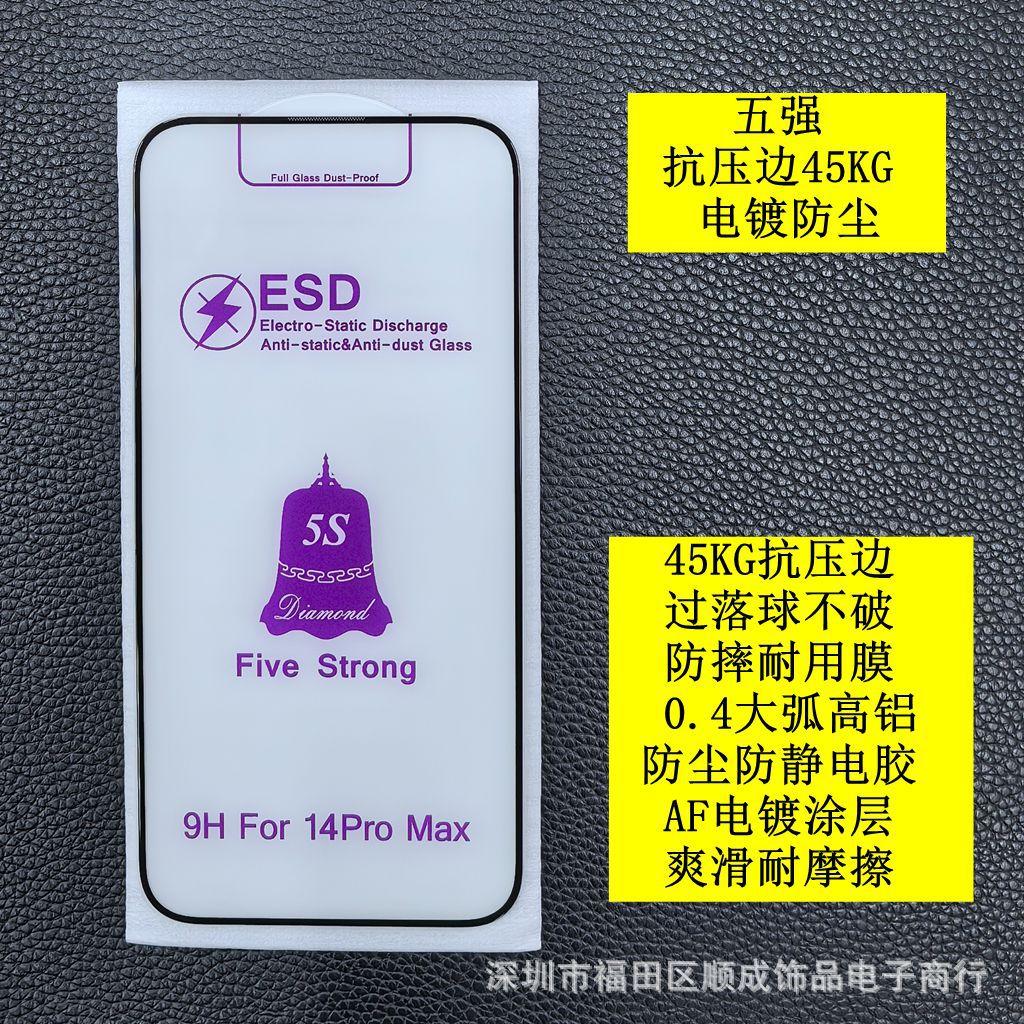 Full Glass Dust-Proof
ESD
Electro-Static Discharge
Anti-static&Anti-dust Glass
5S
Diamond
Five Strong
9H For 14Pro Max
五强
抗压边45KG
电镀防尘
45KG抗压边
过落球不破
防摔耐用膜
0.4大弧高铝
防尘防静电胶
AF电镀涂层
爽滑耐摩擦
深圳市福田区顺成饰品电子商行